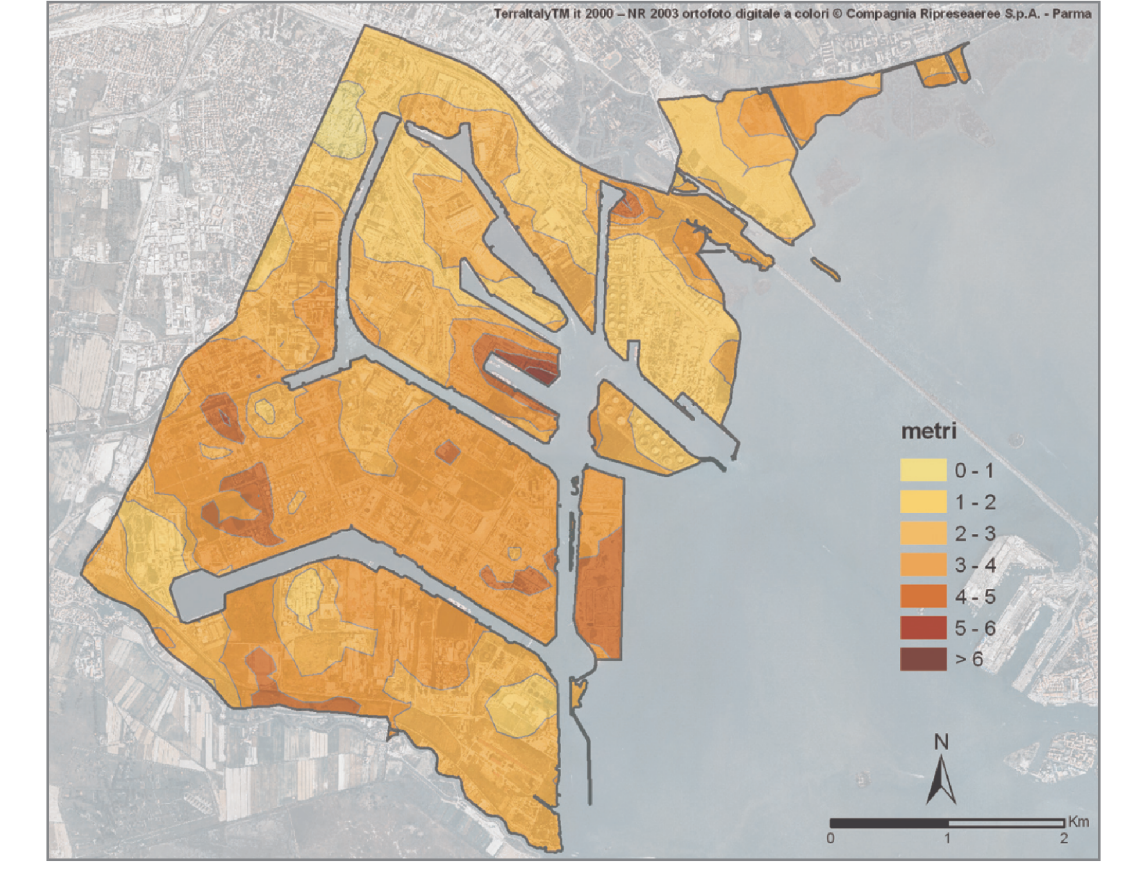 TerraItalyTM it 2000 – NR 2003 ortofoto digitale a colori © Compagnia Ripreseaeree S.p.A. - Parma
metri
0 - 1
1 - 2
2 - 3
3 - 4
4 - 5
5 - 6
> 6
N
Km
0 1 2